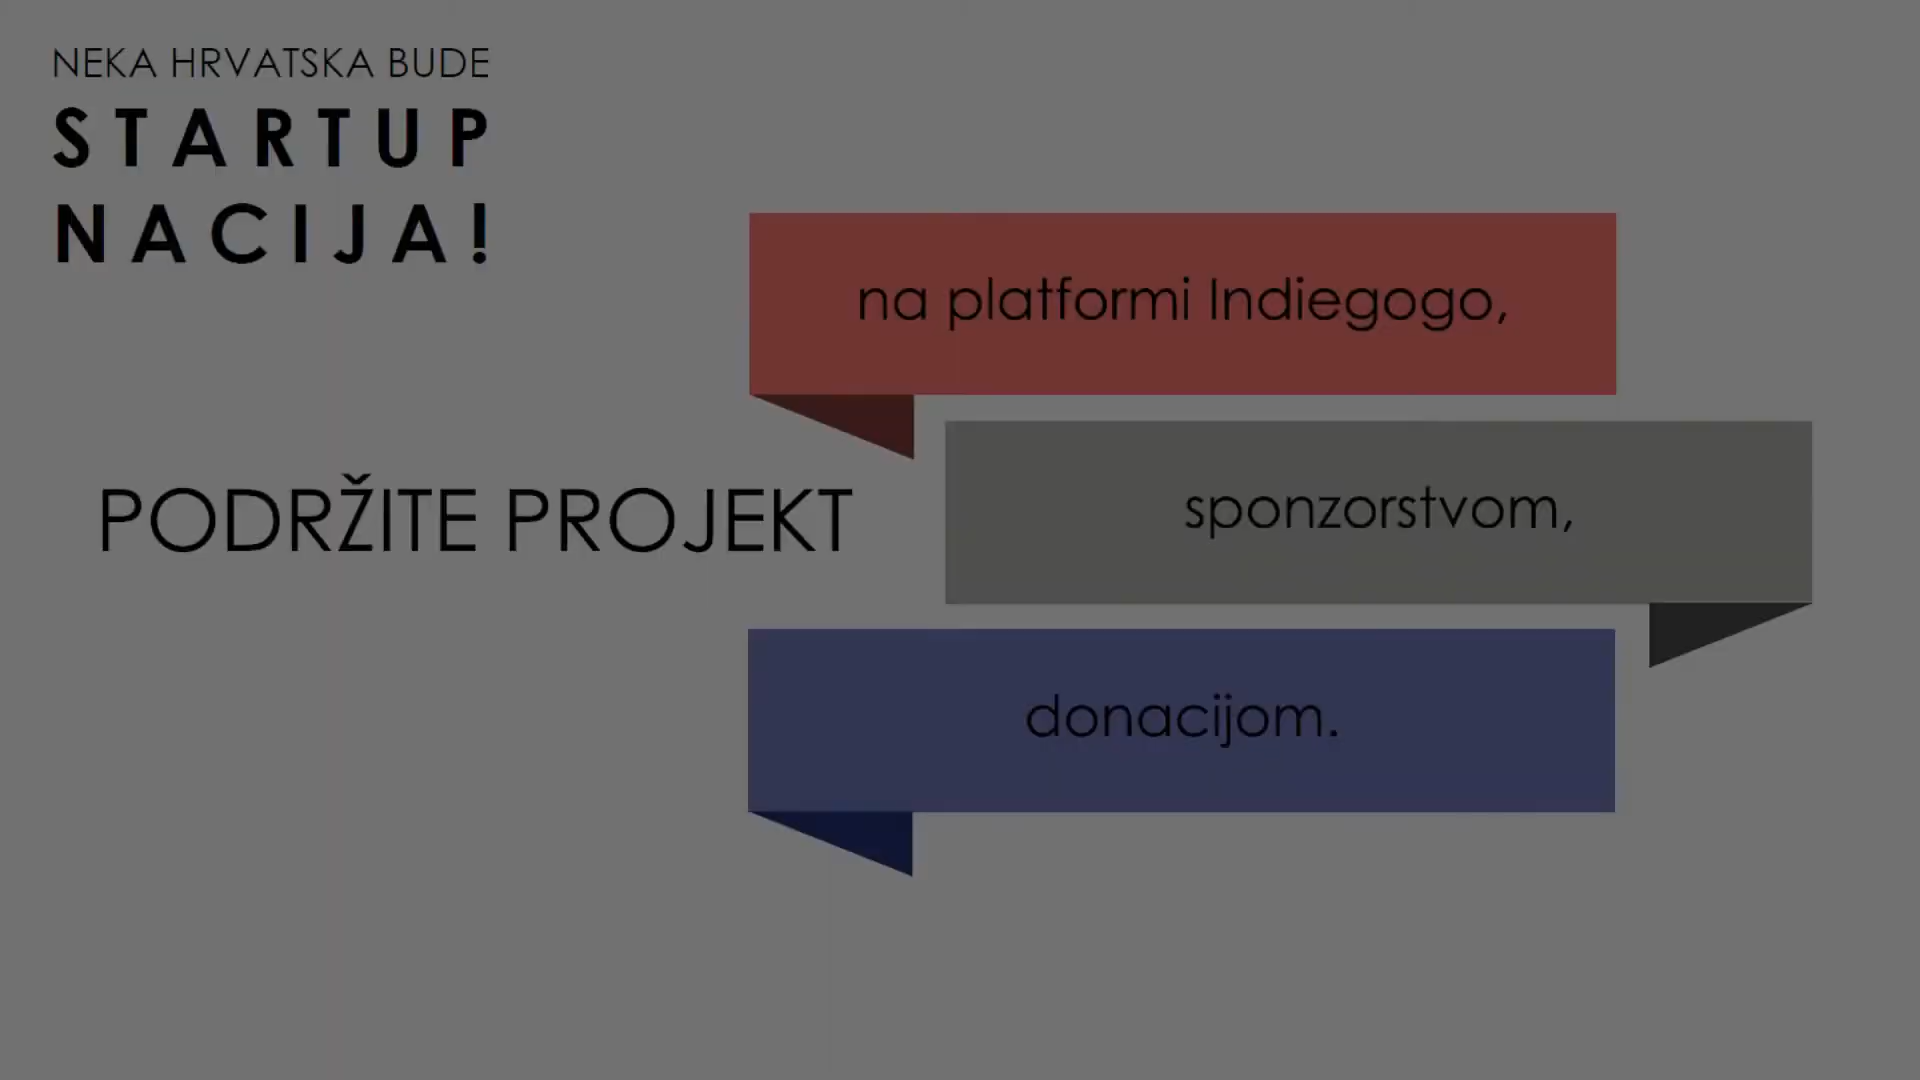 NEKA HRVATSKA BUDE
STARTUP
NACIJA!
na platformi Indiegogo,
PODRŽITE PROJEKT
sponzorstvom,
donacijom.